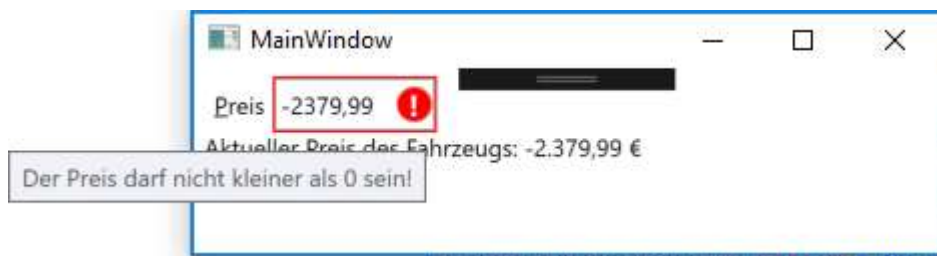 MainWindow
Preis -2379,99
Aktueller Preis des Fahrzeugs: -2.379,99 €
Der Preis darf nicht kleiner als 0 sein!